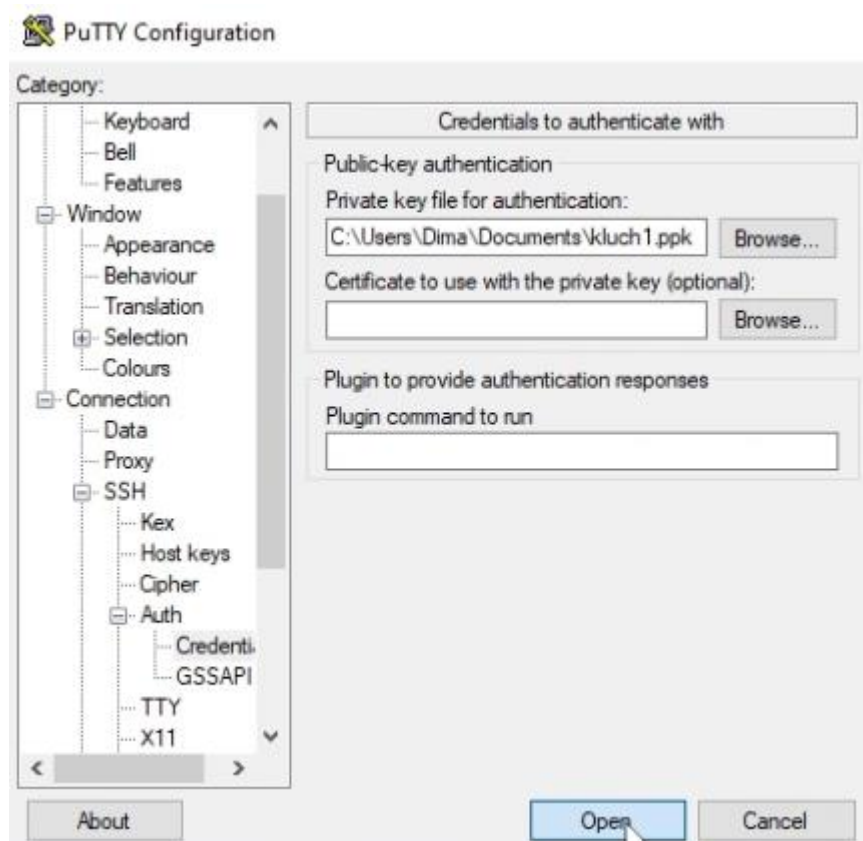 PuTTY Configuration
Category:
Keyboard
Bell
Features
Window
Appearance
Behaviour
Translation
Selection
Colours
Connection
Data
Proxy
SSH
Kex
Host keys
Cipher
Auth
Credenti
GSSAPI
TTY
X11
Credentials to authenticate with
Public-key authentication
Private key file for authentication:
C:\Users\Dima\Documents\kluch1.ppk Browse...
Certificate to use with the private key (optional):
Browse...
Plugin to provide authentication responses
Plugin command to run
About Open Cancel